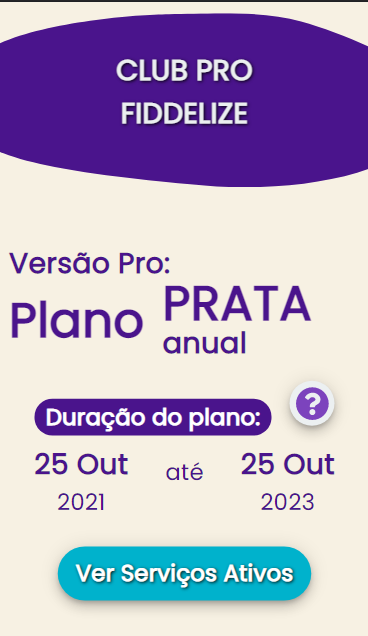 CLUB PRO
FIDDELIZE
Versão Pro:
Plano PRATA
anual
Duração do plano: ?
25 Out até 25 Out
2021 2023
Ver Serviços Ativos